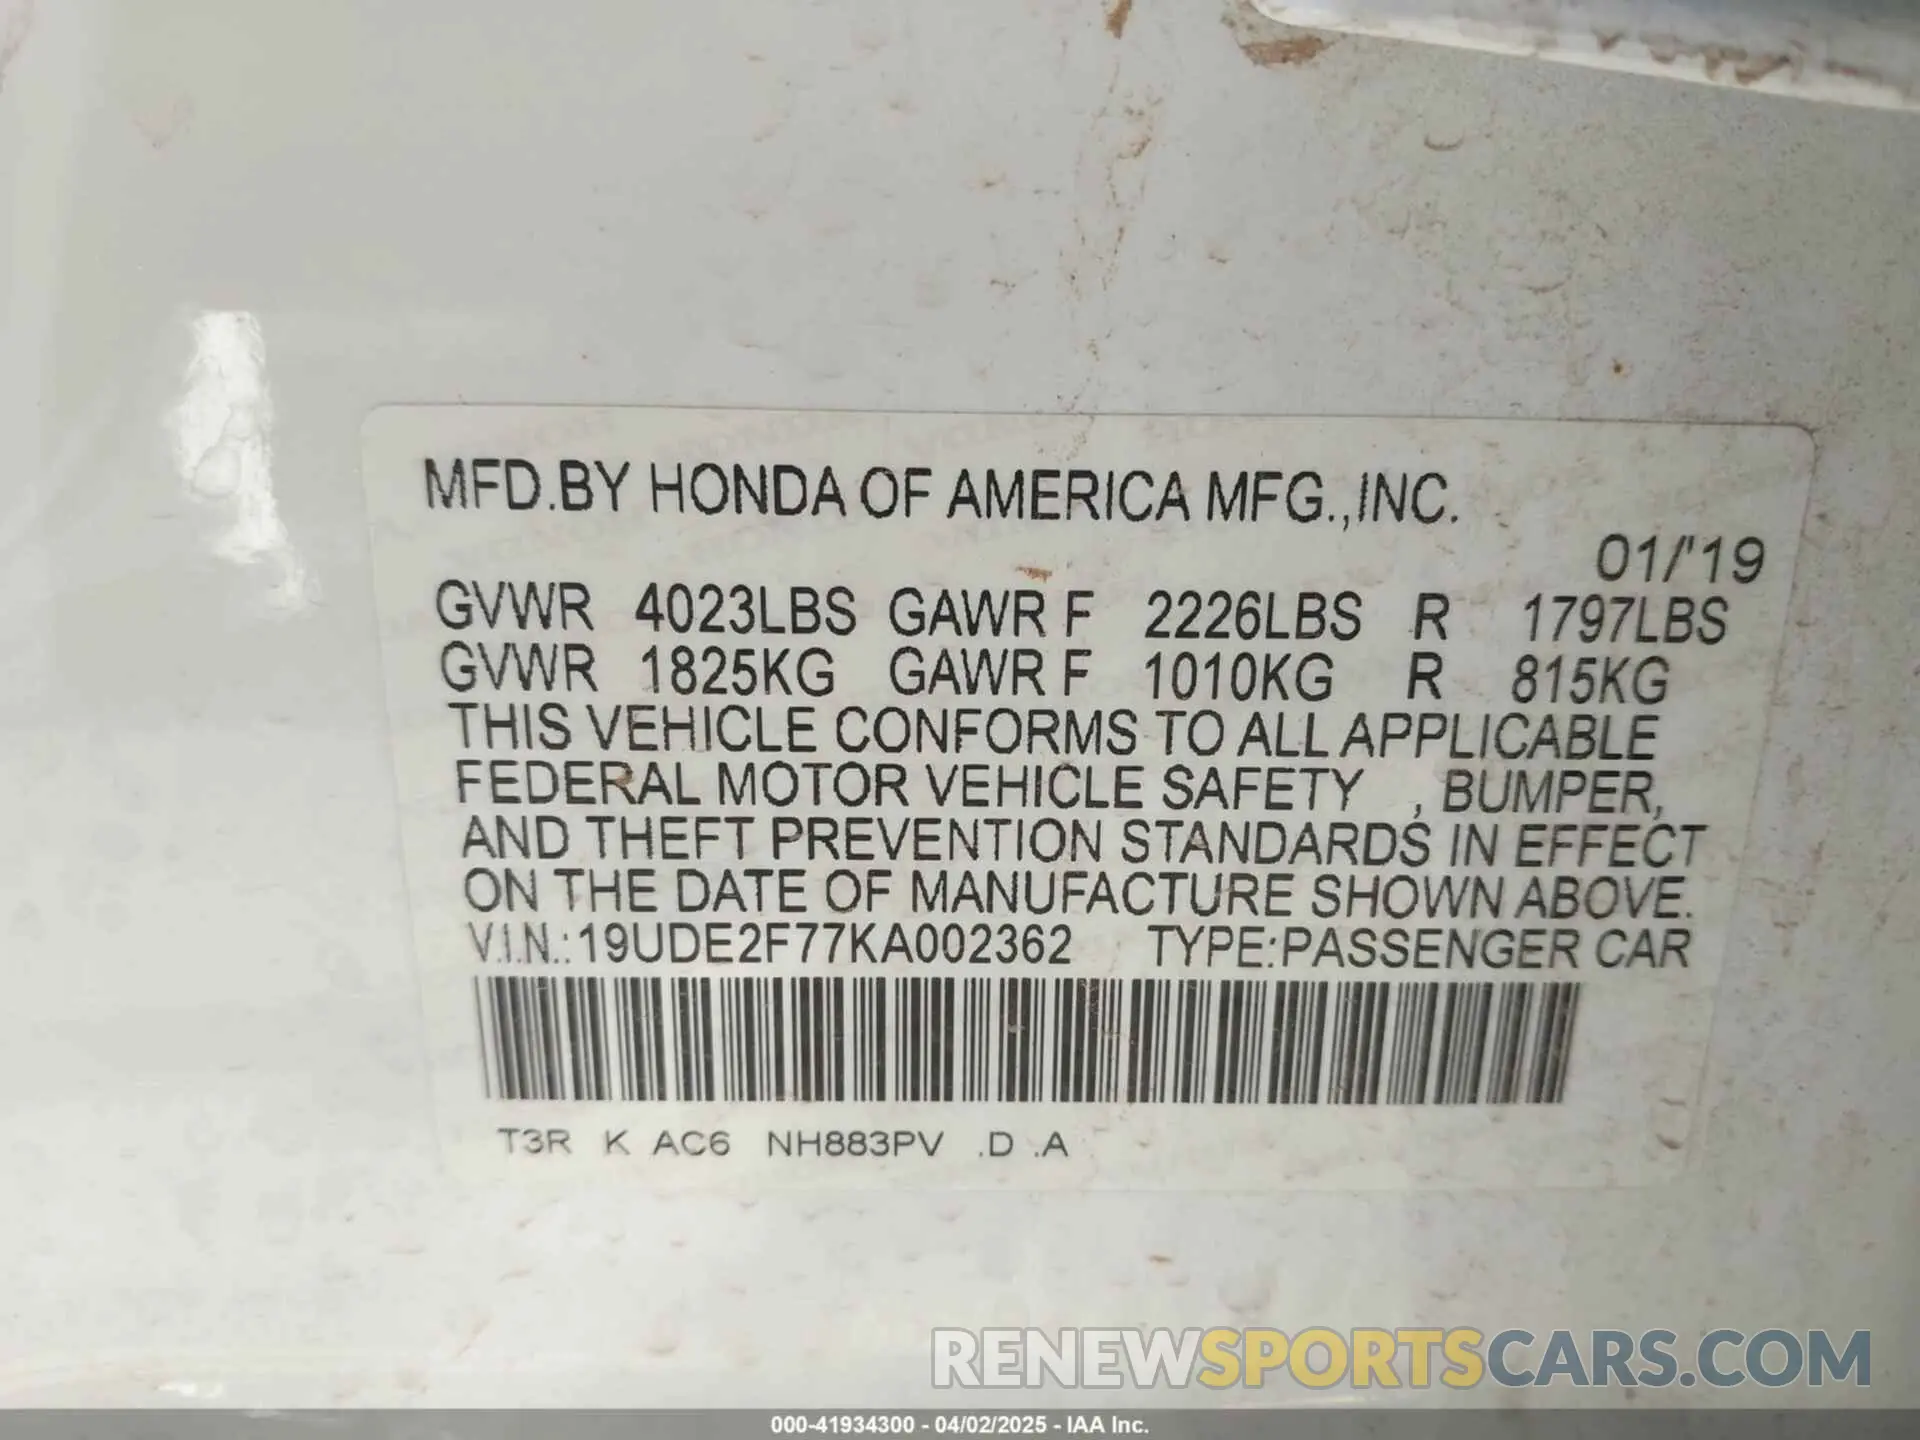 MFD.BY HONDA OF AMERICA MFG.,INC.
01/'19
GVWR 4023LBS GAWR F 2226LBS R 1797LBS
GVWR 1825KG GAWR F 1010KG R 815KG
THIS VEHICLE CONFORMS TO ALL APPLICABLE
FEDERAL MOTOR VEHICLE SAFETY , BUMPER,
AND THEFT PREVENTION STANDARDS IN EFFECT
ON THE DATE OF MANUFACTURE SHOWN ABOVE.
V.I.N.:19UDE2F77KA002362 TYPE:PASSENGER CAR
T3R K AC6 NH883PV .D .A
RENEWSPORTSCARS.COM
000-41934300 - 04/02/2025 - IAA Inc.